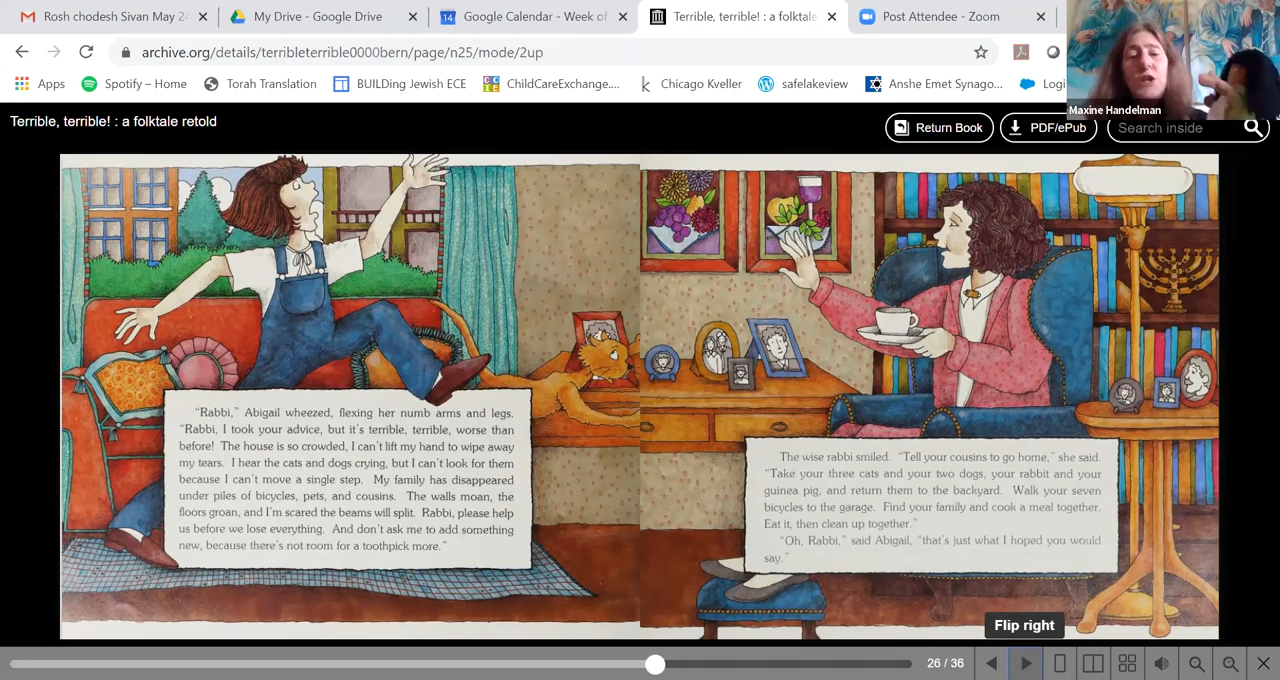 Rosh chodesh Sivan May 24
My Drive - Google Drive
14
Google Calendar - Week of
Terrible, terrible! : a folktale
Post Attendee - Zoom
archive.org/details/terribleterrible0000bern/page/n25/mode/2up
Apps
Spotify – Home
Torah Translation
BUILDing Jewish ECE
ChildCareExchange....
Chicago Kveller
safelakeview
Anshe Emet Synago...
Logi
Maxine Handelman
Terrible, terrible! : a folktale retold
Return Book
PDF/ePub
Search inside
“Rabbi,” Abigail wheezed, flexing her numb arms and legs.
“Rabbi, I took your advice, but it's terrible, terrible, worse than
before! The house is so crowded, I can't lift my hand to wipe away
my tears. I hear the cats and dogs crying, but I can't look for them
because I can't move a single step. My family has disappeared
under piles of bicycles, pets, and cousins. The walls moan, the
floors groan, and I'm scared the beams will split. Rabbi, please help
us before we lose everything. And don't ask me to add something
new, because there's not room for a toothpick more.”
The wise rabbi smiled. “Tell your cousins to go home,” she said.
“Take your three cats and your two dogs, your rabbit and your
guinea pig, and return them to the backyard. Walk your seven
bicycles to the garage. Find your family and cook a meal together.
Eat it, then clean up together.”
“Oh, Rabbi,” said Abigail, “that's just what I hoped you would
say.”
Flip right
26 / 36